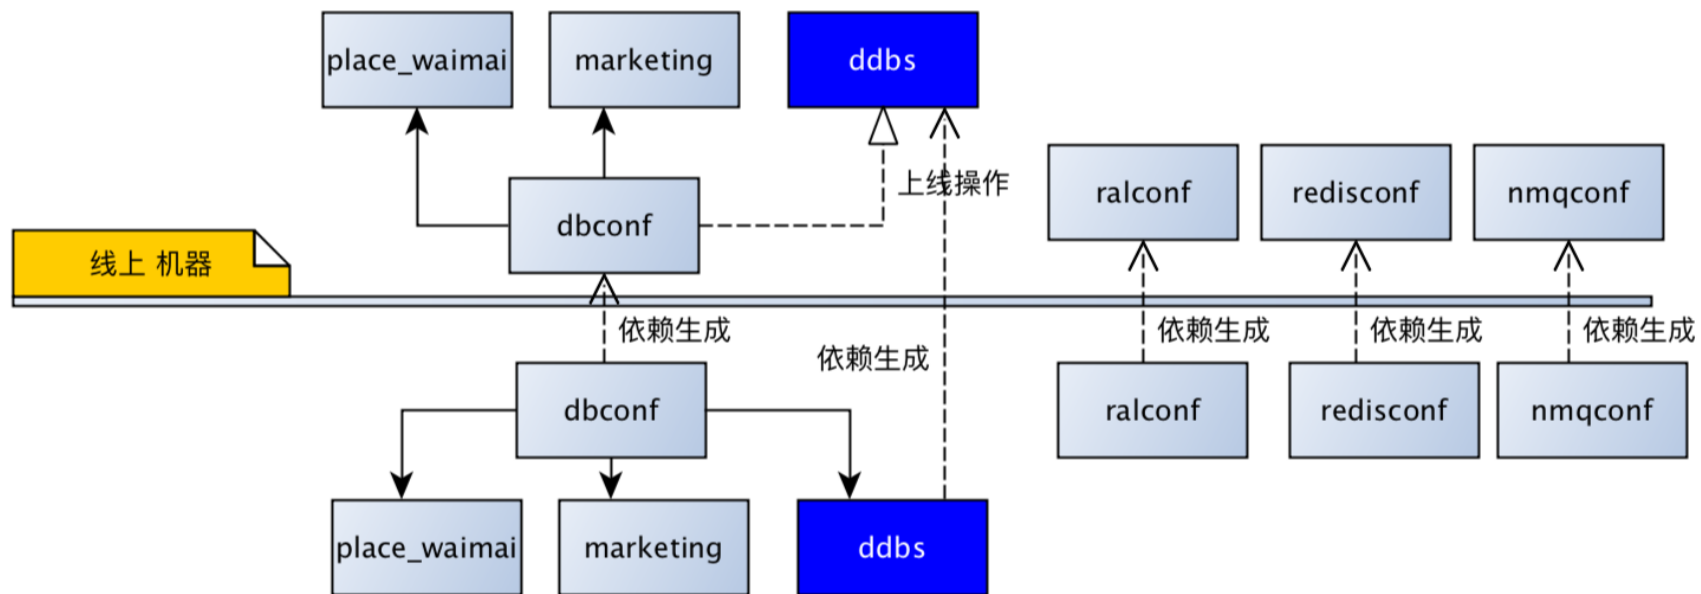 place_waimai
marketing
ddbs
上线操作
ralconf
redisconf
nmqconf
dbconf
线上 机器
依赖生成
依赖生成
依赖生成
依赖生成
依赖生成
dbconf
ralconf
redisconf
nmqconf
place_waimai
marketing
ddbs